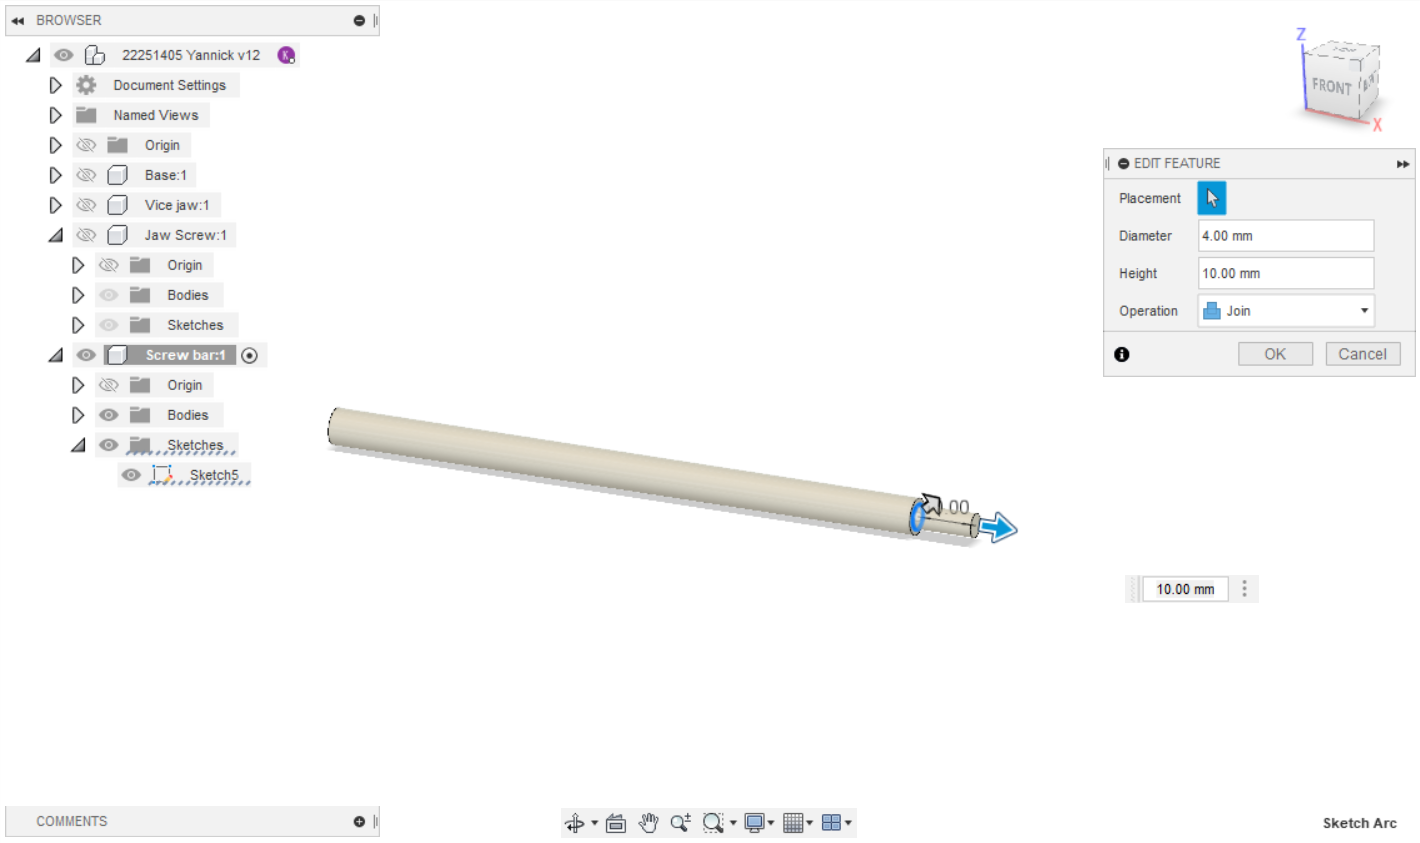 BROWSER
22251405 Yannick v12
Document Settings
Named Views
Origin
Base:1
Vice jaw:1
Jaw Screw:1
Origin
Bodies
Sketches
Screw bar:1
Origin
Bodies
Sketches
Sketch5
COMMENTS
.00
Z
FRONT
X
EDIT FEATURE
Placement
Diameter 4.00 mm
Height 10.00 mm
Operation Join
OK Cancel
10.00 mm
Sketch Arc